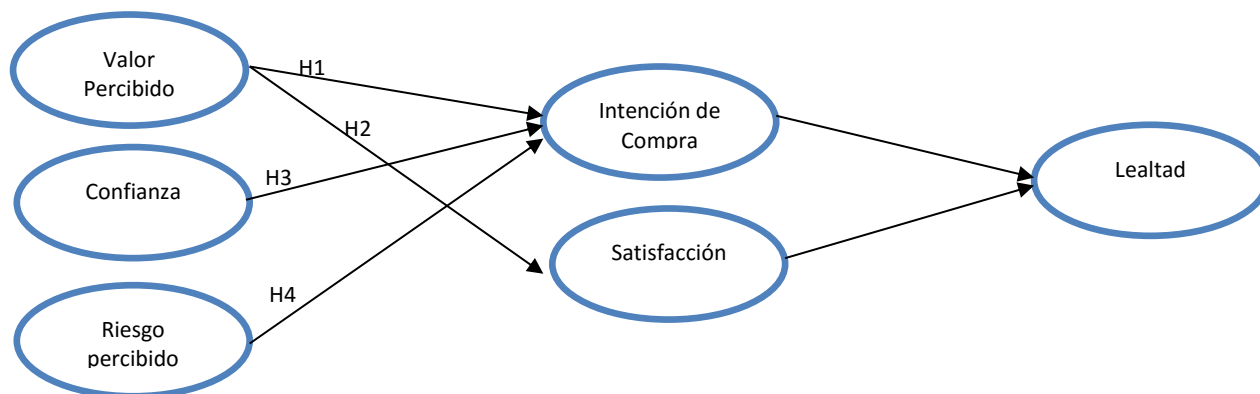 Valor
Percibido
H1
H2
Intención de
Compra
Lealtad
Confianza
H3
Satisfacción
H4
Riesgo
percibido